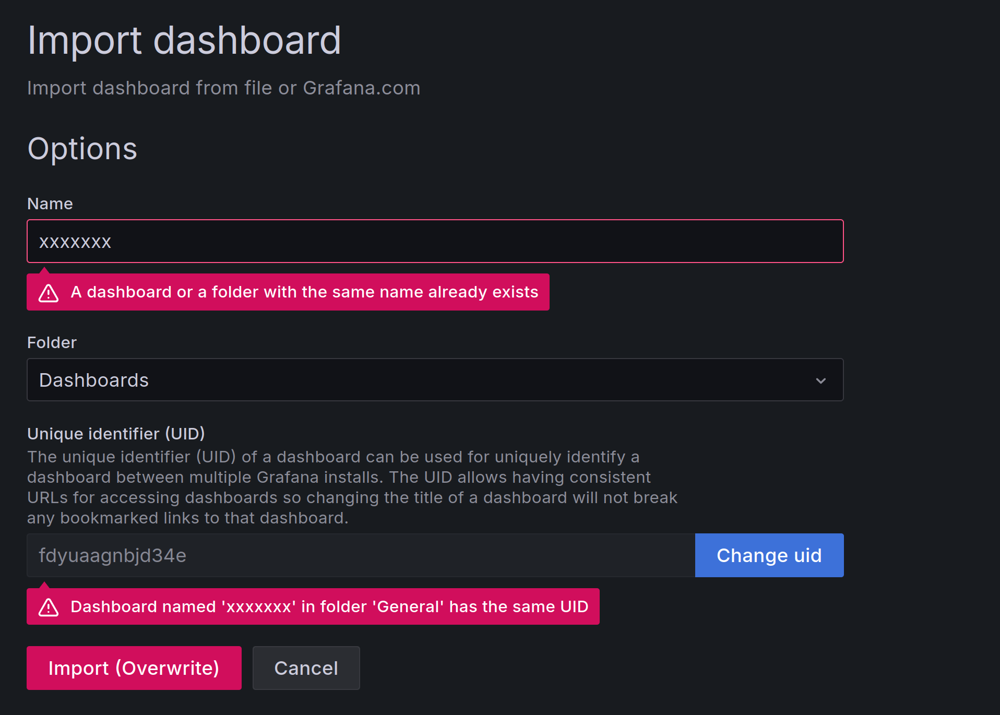 Import dashboard
Import dashboard from file or Grafana.com
Options
Name
xxxxxxx
A dashboard or a folder with the same name already exists
Folder
Dashboards
Unique identifier (UID)
The unique identifier (UID) of a dashboard can be used for uniquely identify a
dashboard between multiple Grafana installs. The UID allows having consistent
URLs for accessing dashboards so changing the title of a dashboard will not break
any bookmarked links to that dashboard.
fdyuaagnbjd34e
Change uid
Dashboard named 'xxxxxxx' in folder 'General' has the same UID
Import (Overwrite)
Cancel